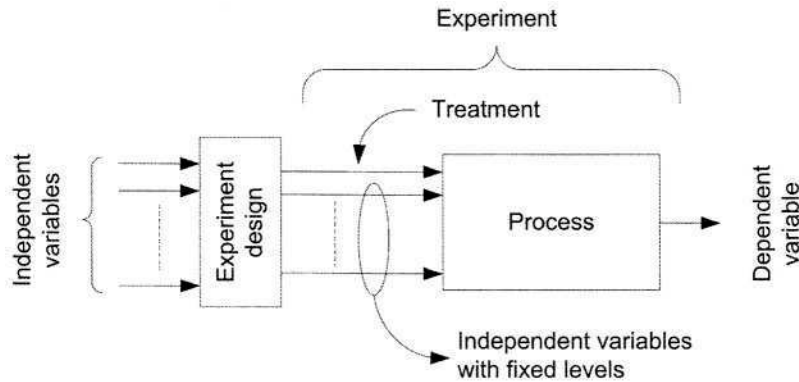 Experiment
Treatment
Independent
variables
Experiment
design
Process
Dependent
variable
Independent variables
with fixed levels